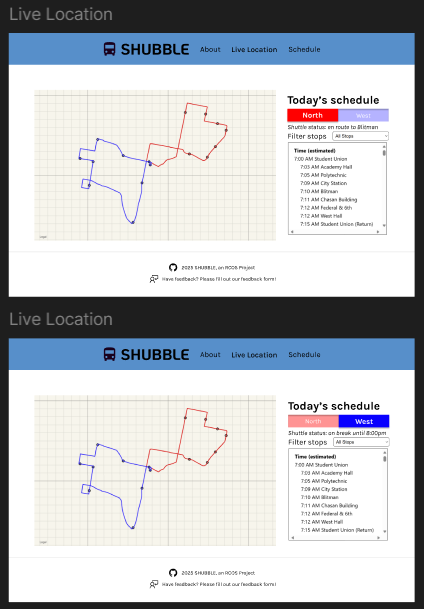 Live Location
SHUBBLE About Live Location Schedule
Today's schedule
North West
Shuttle status: en route to Blitman
Filter stops All Stops
Time (estimated)
7:00 AM Student Union
7:03 AM Academy Hall
7:05 AM Polytechnic
7:09 AM City Station
7:10 AM Blitman
7:11 AM Chasan Building
7:12 AM Federal & 6th
7:12 AM West Hall
7:15 AM Student Union (Return)
2025 SHUBBLE, an RCOS Project
Have feedback? Please fill out our feedback form!
Live Location
SHUBBLE About Live Location Schedule
Today's schedule
North West
Shuttle status: on break until 8:00pm
Filter stops All Stops
Time (estimated)
7:00 AM Student Union
7:03 AM Academy Hall
7:05 AM Polytechnic
7:09 AM City Station
7:10 AM Blitman
7:11 AM Chasan Building
7:12 AM Federal & 6th
7:12 AM West Hall
7:15 AM Student Union (Return)
2025 SHUBBLE, an RCOS Project
Have feedback? Please fill out our feedback form!